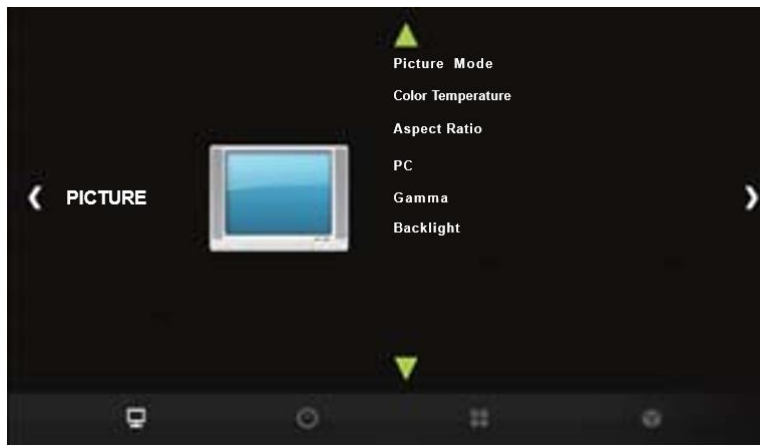 Picture Mode
Color Temperature
Aspect Ratio
PC
PICTURE
Gamma
Backlight